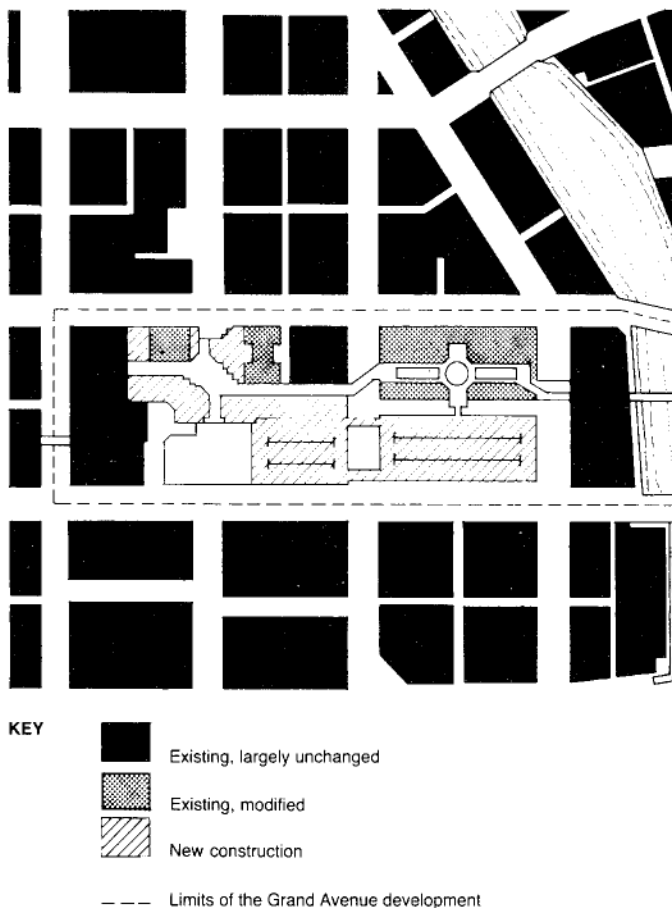 KEY
Existing, largely unchanged
Existing, modified
New construction
Limits of the Grand Avenue development